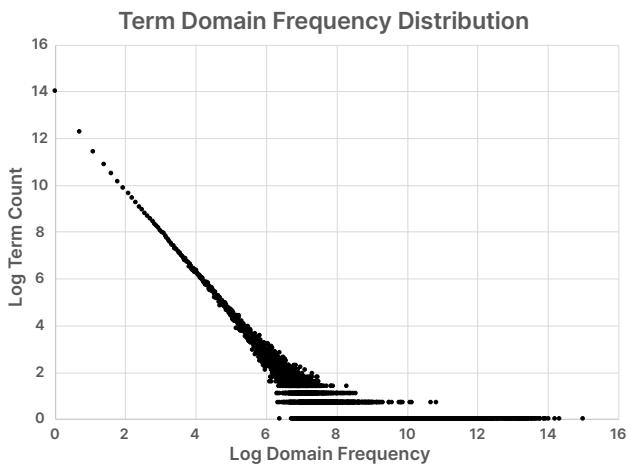 Term Domain Frequency Distribution
16
14
12
10
8
6
4
2
0
Log Term Count
0 2 4 6 8 10 12 14 16
Log Domain Frequency